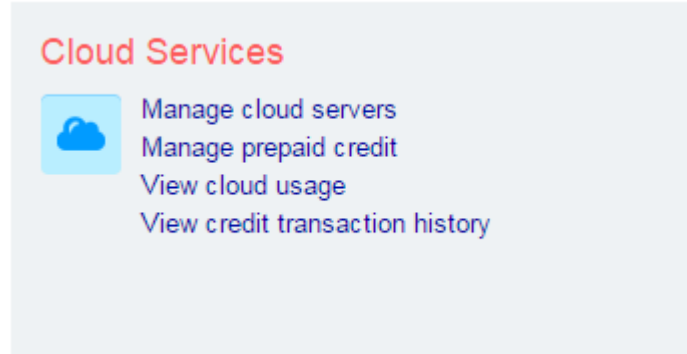 Cloud Services
Manage cloud servers
Manage prepaid credit
View cloud usage
View credit transaction history